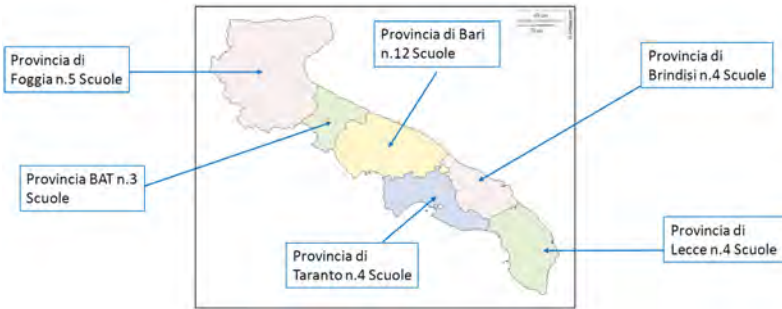 Provincia di
Foggia n.5 Scuole
Provincia di Bari
n.12 Scuole
Provincia di
Brindisi n.4 Scuole
Provincia BAT n.3
Scuole
Provincia di
Taranto n.4 Scuole
Provincia di
Lecce n.4 Scuole